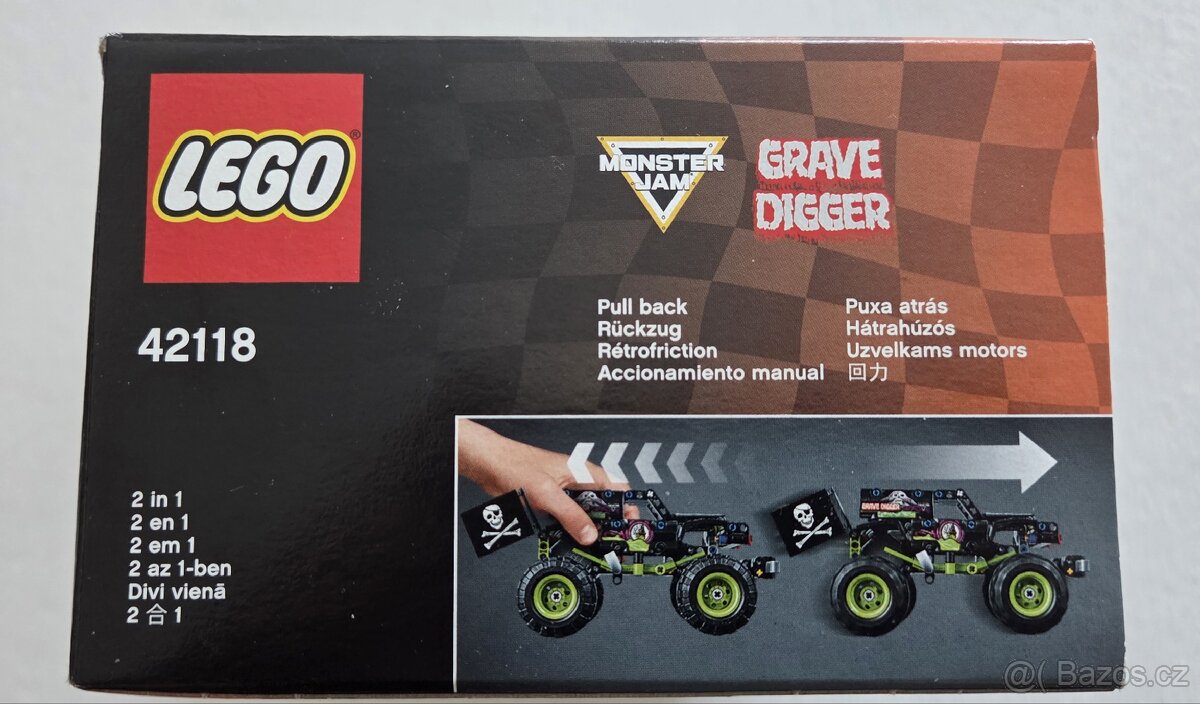 LEGO®
42118
MONSTER
JAM
GRAVE
DIGGER
Pull back
Rückzug
Rétrofriction
Accionamiento manual
Puxa atrás
Hátrahúzós
Uzvelkams motors
回力
2 in 1
2 en 1
2 em 1
2 az 1-ben
Divi vienā
2 合 1
GRAVE DIGGER
@( Bazos.cz